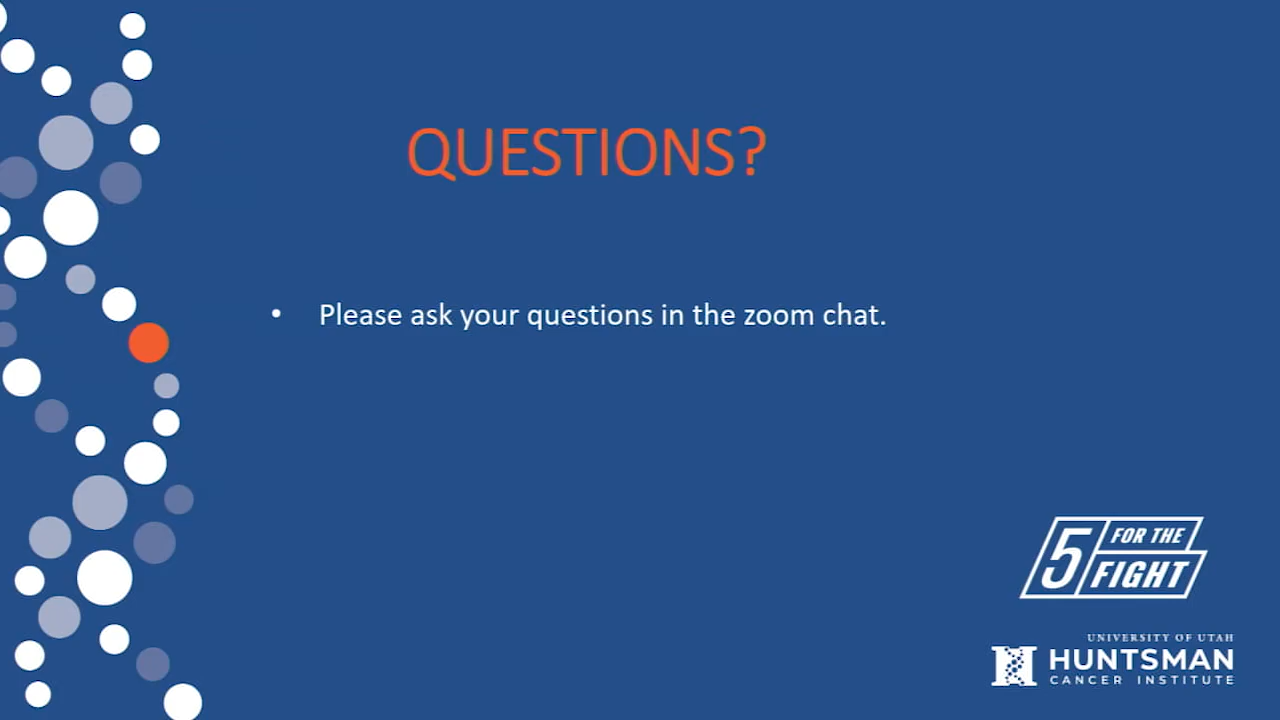 QUESTIONS?
• Please ask your questions in the zoom chat.
5 FOR THE
FIGHT
UNIVERSITY OF UTAH
HUNTSMAN
CANCER INSTITUTE